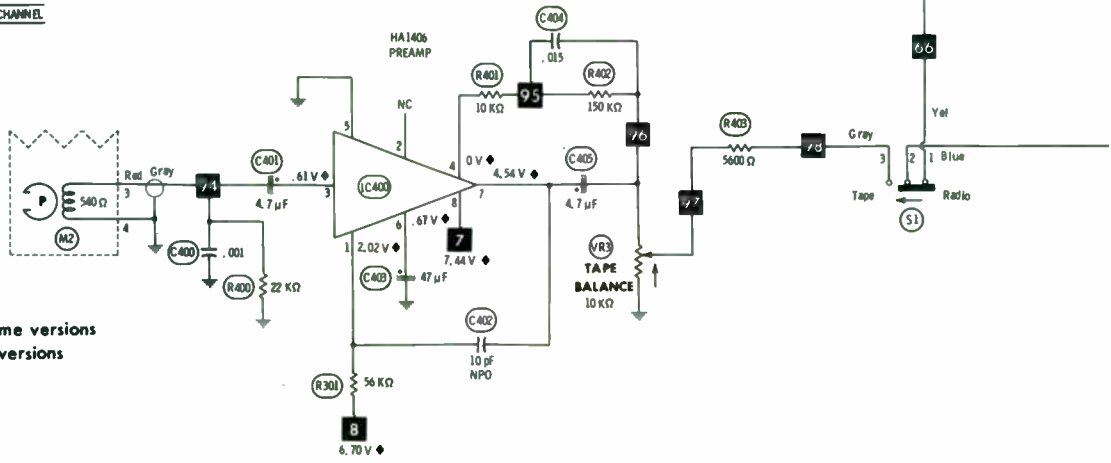 CHANNEL
C404
.015
HA1406
PREAMP
66
R401
R402
95
10 KΩ
150 KΩ
NC
Yel
5
2
76
R403
Gray
78
5600 Ω
3
2
1
Blue
Red
Gray
C401
.61 V ♦
4
0 V ♦
4.54 V ♦
C405
3
74
3
IC400
7
Tape
Radio
P
540 Ω
4.7 µF
8
4.7 µF
77
S1
4
6
.67 V ♦
7
M2
C400
.001
1
2.02 V ♦
7.44 V ♦
VR3
TAPE
BALANCE
10 KΩ
R400
22 KΩ
C403
47 µF
C402
me versions
versions
10 pF
NPO
R301
56 KΩ
8
6.70 V ♦